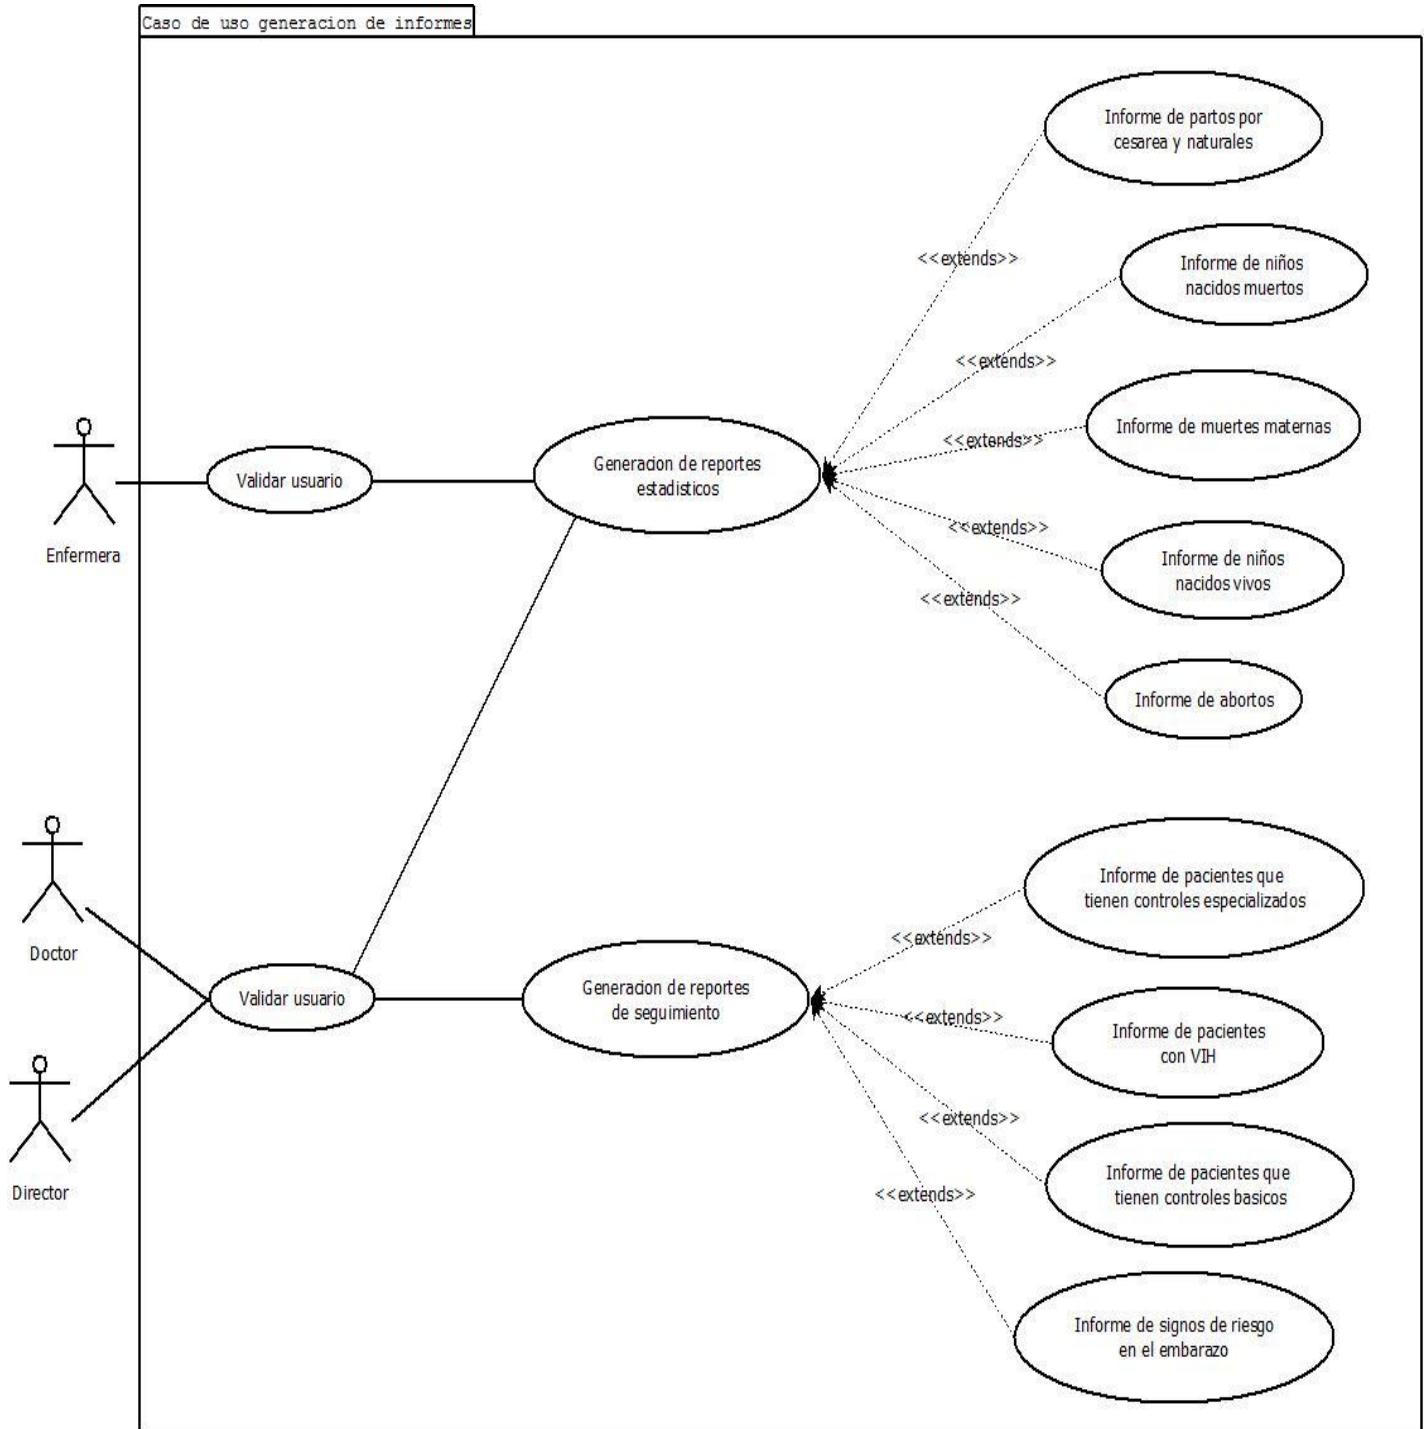 Caso de uso generacion de informes
Informe de partos por
cesarea y naturales
<<extends>>
Informe de niños
nacidos muertos
<<extends>>
Informe de muertes maternas
<<extends>>
Enfermera
Validar usuario
Generacion de reportes
estadisticos
<<extends>>
Informe de niños
nacidos vivos
<<extends>>
Informe de abortos
Doctor
Director
Validar usuario
Generacion de reportes
de seguimiento
<<extends>>
Informe de pacientes que
tienen controles especializados
<<extends>>
Informe de pacientes
con VIH
<<extends>>
Informe de pacientes que
tienen controles basicos
<<extends>>
Informe de signos de riesgo
en el embarazo